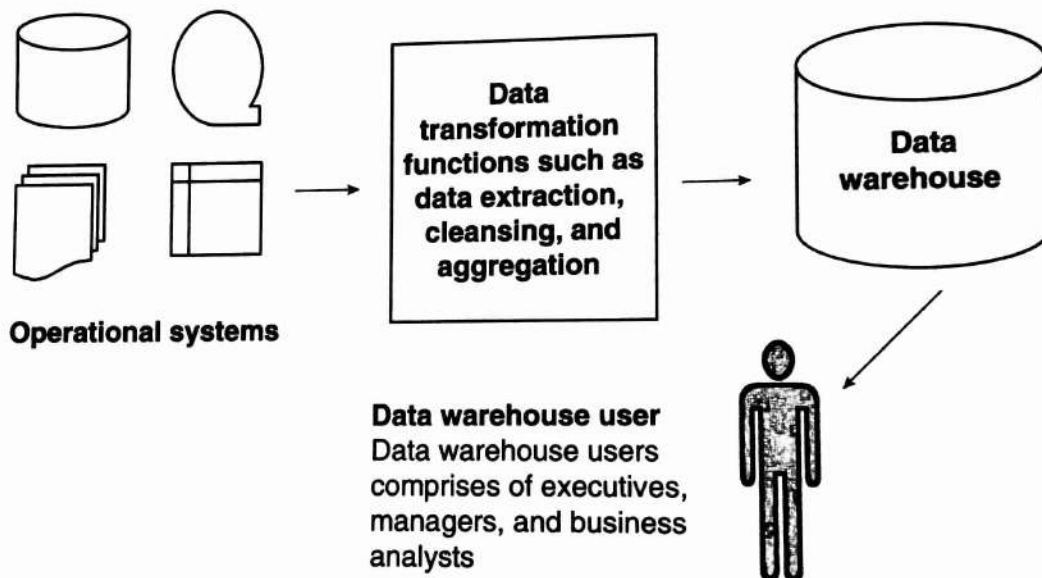 Data
transformation
functions such as
data extraction,
cleansing, and
aggregation
Data
warehouse
Operational systems
Data warehouse user
Data warehouse users
comprises of executives,
managers, and business
analysts